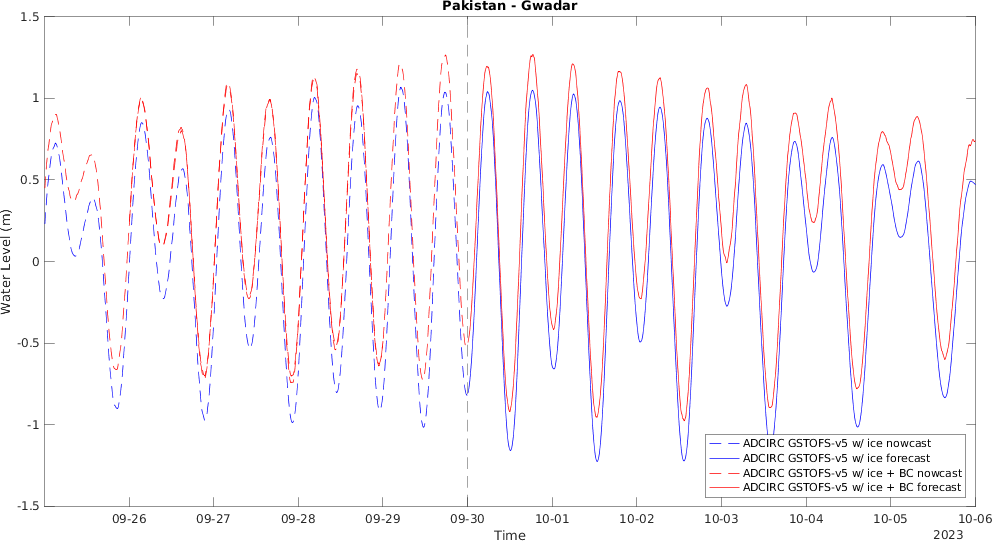 Pakistan - Gwadar
1.5
1
0.5
0
-0.5
-1
-1.5
Water Level (m)
ADCIRC GSTOFS-v5 w/ ice nowcast
ADCIRC GSTOFS-v5 w/ ice forecast
ADCIRC GSTOFS-v5 w/ ice + BC nowcast
ADCIRC GSTOFS-v5 w/ ice + BC forecast
09-26 09-27 09-28 09-29 09-30 10-01 10-02 10-03 10-04 10-05 10-06
Time
2023